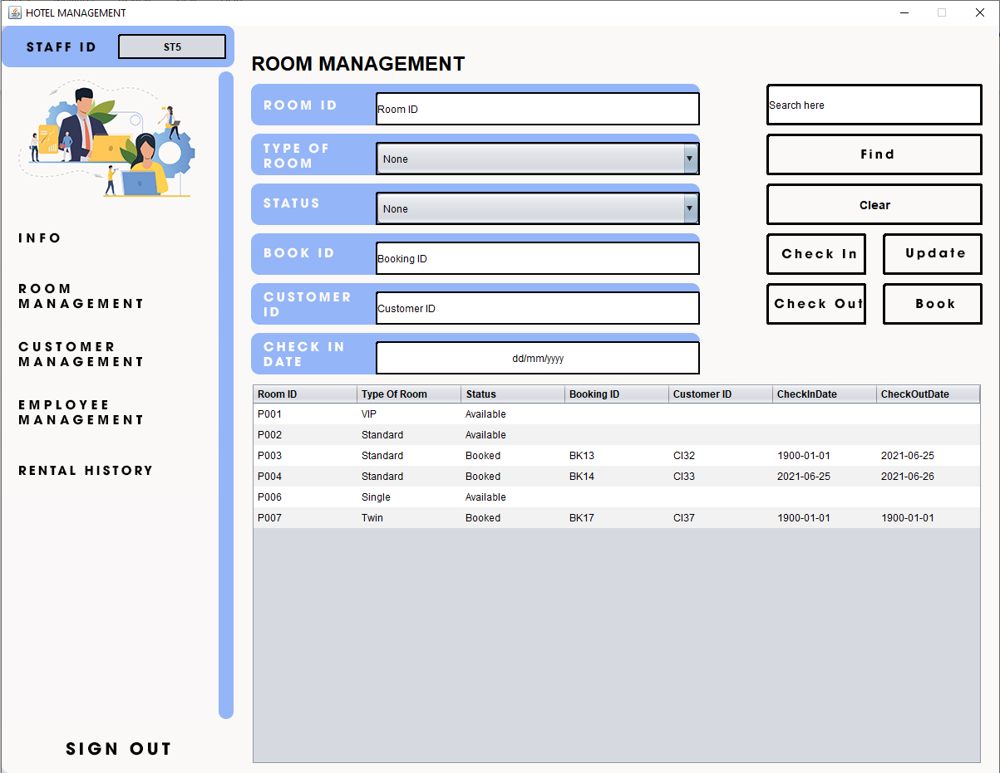 HOTEL MANAGEMENT
STAFF ID ST5
INFO
ROOM
MANAGEMENT
CUSTOMER
MANAGEMENT
EMPLOYEE
MANAGEMENT
RENTAL HISTORY
SIGN OUT
ROOM MANAGEMENT
ROOM ID Room ID
TYPE OF
ROOM
None
STATUS None
BOOK ID Booking ID
CUSTOMER
ID
Customer ID
CHECK IN
DATE
dd/mm/yyyy
Search here
Find
Clear
Check In Update
Check Out Book
Room ID Type Of Room Status Booking ID Customer ID CheckInDate CheckOutDate
P001 VIP Available
P002 Standard Available
P003 Standard Booked BK13 CI32 1900-01-01 2021-06-25
P004 Standard Booked BK14 CI33 2021-06-25 2021-06-26
P006 Single Available
P007 Twin Booked BK17 CI37 1900-01-01 1900-01-01